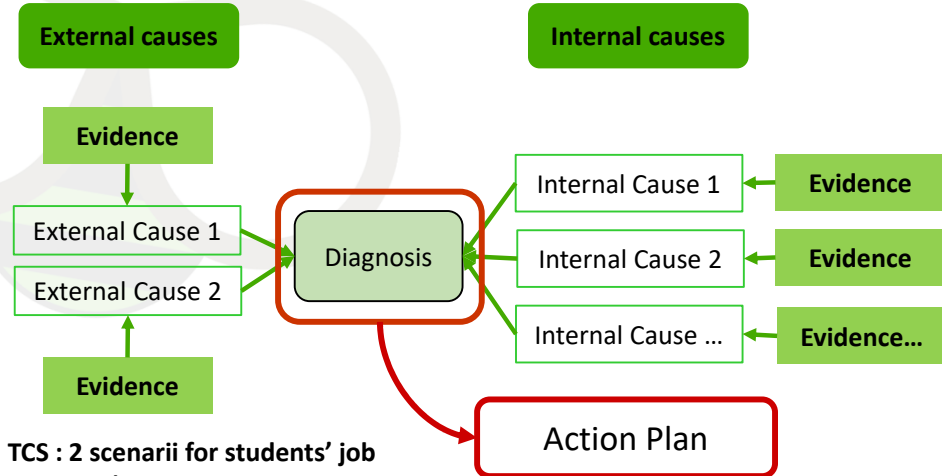 External causes
Internal causes
Evidence
External Cause 1
External Cause 2
Evidence
Diagnosis
Internal Cause 1
Evidence
Internal Cause 2
Evidence
Internal Cause ...
Evidence...
Action Plan
TCS : 2 scenarii for students’ job